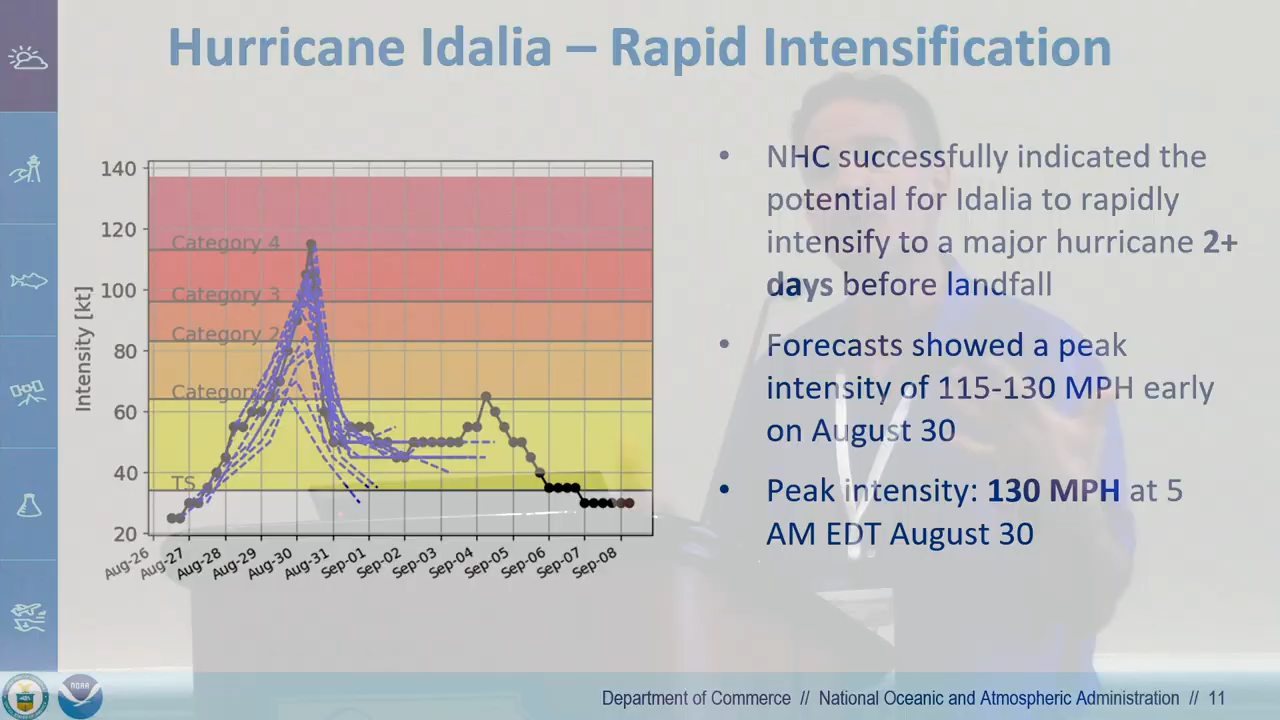 Hurricane Idalia – Rapid Intensification
NHC successfully indicated the
potential for Idalia to rapidly
intensify to a major hurricane 2+
days before landfall
Forecasts showed a peak
intensity of 115-130 MPH early
on August 30
Peak intensity: 130 MPH at 5
AM EDT August 30
Intensity [kt]
140
120
100
80
60
40
20
Category 4
Category 3
Category 2
Category
TS
Aug-26
Aug-27
Aug-28
Aug-29
Aug-30
Aug-31
Sep-01
Sep-02
Sep-03
Sep-04
Sep-05
Sep-06
Sep-07
Sep-08
NOAA
Department of Commerce // National Oceanic and Atmospheric Administration // 11